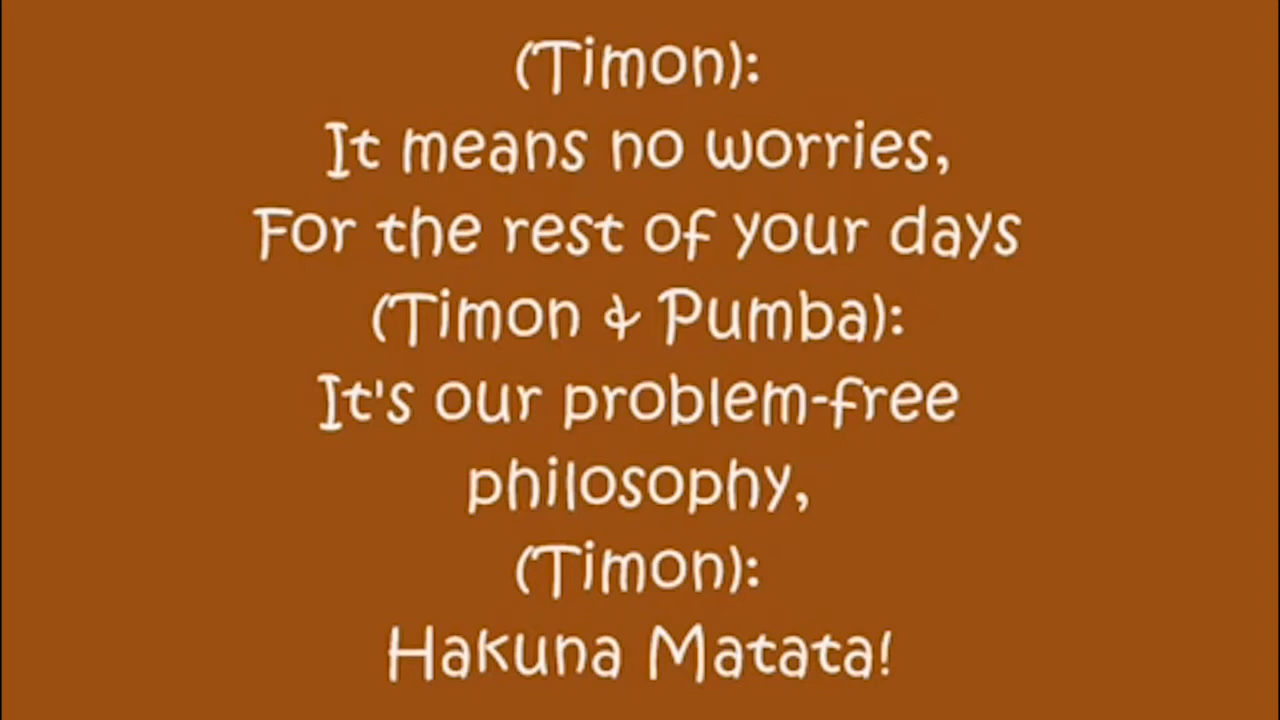 (Timon):
It means no worries,
For the rest of your days
(Timon & Pumba):
It's our problem-free
philosophy,
(Timon):
Hakuna Matata!